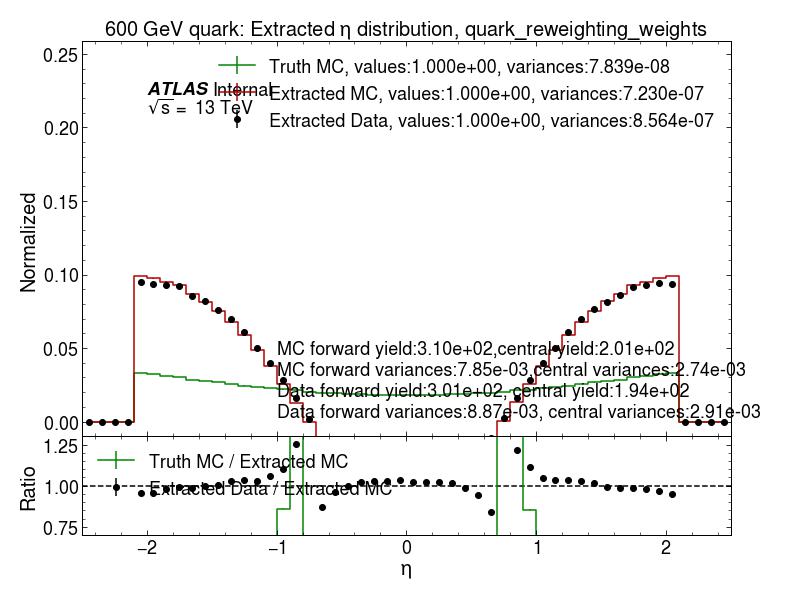 600 GeV quark: Extracted η distribution, quark_reweighting_weights
0.25
0.20
0.15
0.10
0.05
0.00
Normalized
Truth MC, values:1.000e+00, variances:7.839e-08
Extracted MC, values:1.000e+00, variances:7.230e-07
Extracted Data, values:1.000e+00, variances:8.564e-07
ATLAS Internal
√s = 13 TeV
MC forward yield:3.10e+02,central yield:2.01e+02
MC forward variances:7.85e-03,central variances:2.74e-03
Data forward yield:3.01e+02, central yield:1.94e+02
Data forward variances:8.87e-03, central variances:2.91e-03
1.25
1.00
0.75
Ratio
Truth MC / Extracted MC
Extracted Data / Extracted MC
−2 −1 0 1 2
η